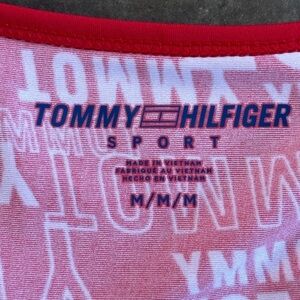 TOMMY HILFIGER
SPORT
MADE IN VIETNAM
FABRIQUÉ AU VIETNAM
HECHO EN VIETNAM
M/M/M